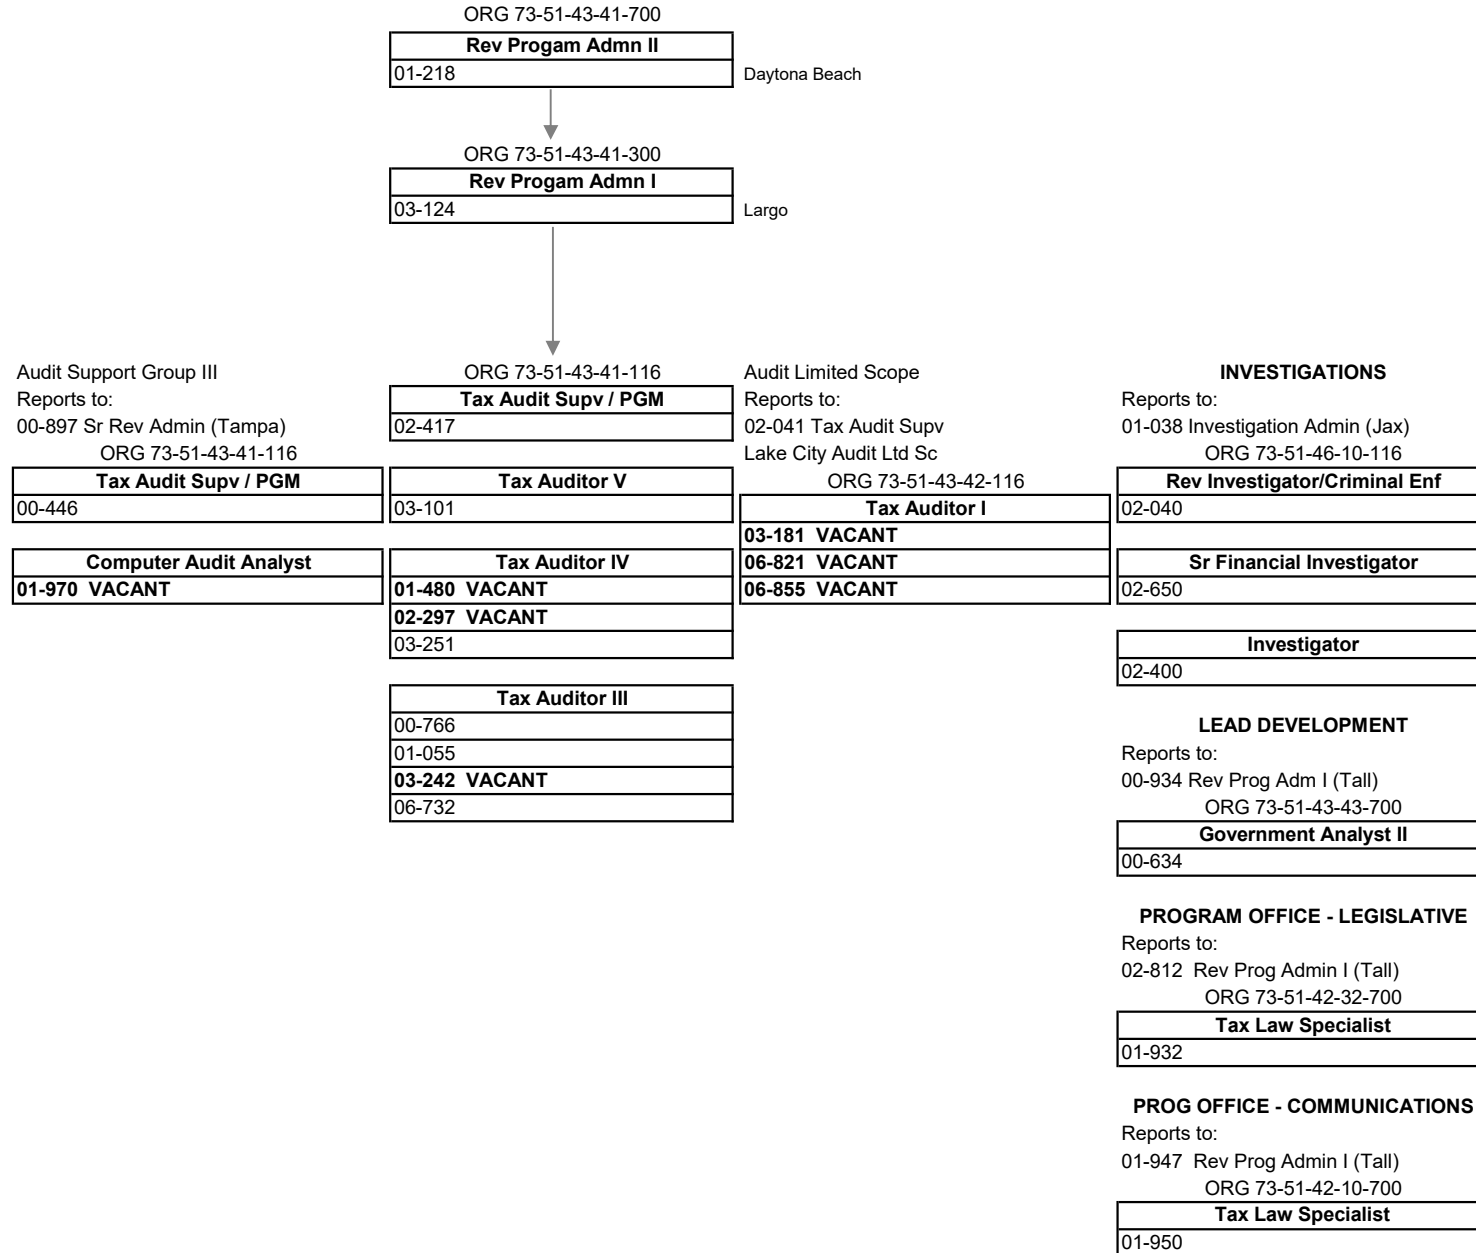 ORG 73-51-43-41-700
Rev Progam Admn II
01-218
Daytona Beach
ORG 73-51-43-41-300
Rev Progam Admn I
03-124
Largo
Audit Support Group III
Reports to:
00-897 Sr Rev Admin (Tampa)
ORG 73-51-43-41-116
Tax Audit Supv / PGM
00-446
Computer Audit Analyst
01-970  VACANT
ORG 73-51-43-41-116
Tax Audit Supv / PGM
02-417
Tax Auditor V
03-101
Tax Auditor IV
01-480  VACANT
02-297  VACANT
03-251
Tax Auditor III
00-766
01-055
03-242  VACANT
06-732
Audit Limited Scope
Reports to:
02-041 Tax Audit Supv
Lake City Audit Ltd Sc
ORG 73-51-43-42-116
Tax Auditor I
03-181  VACANT
06-821  VACANT
06-855  VACANT
INVESTIGATIONS
Reports to:
01-038 Investigation Admin (Jax)
ORG 73-51-46-10-116
Rev Investigator/Criminal Enf
02-040
Sr Financial Investigator
02-650
Investigator
02-400
LEAD DEVELOPMENT
Reports to:
00-934 Rev Prog Adm I (Tall)
ORG 73-51-43-43-700
Government Analyst II
00-634
PROGRAM OFFICE - LEGISLATIVE
Reports to:
02-812  Rev Prog Admin I (Tall)
ORG 73-51-42-32-700
Tax Law Specialist
01-932
PROG OFFICE - COMMUNICATIONS
Reports to:
01-947  Rev Prog Admin I (Tall)
ORG 73-51-42-10-700
Tax Law Specialist
01-950